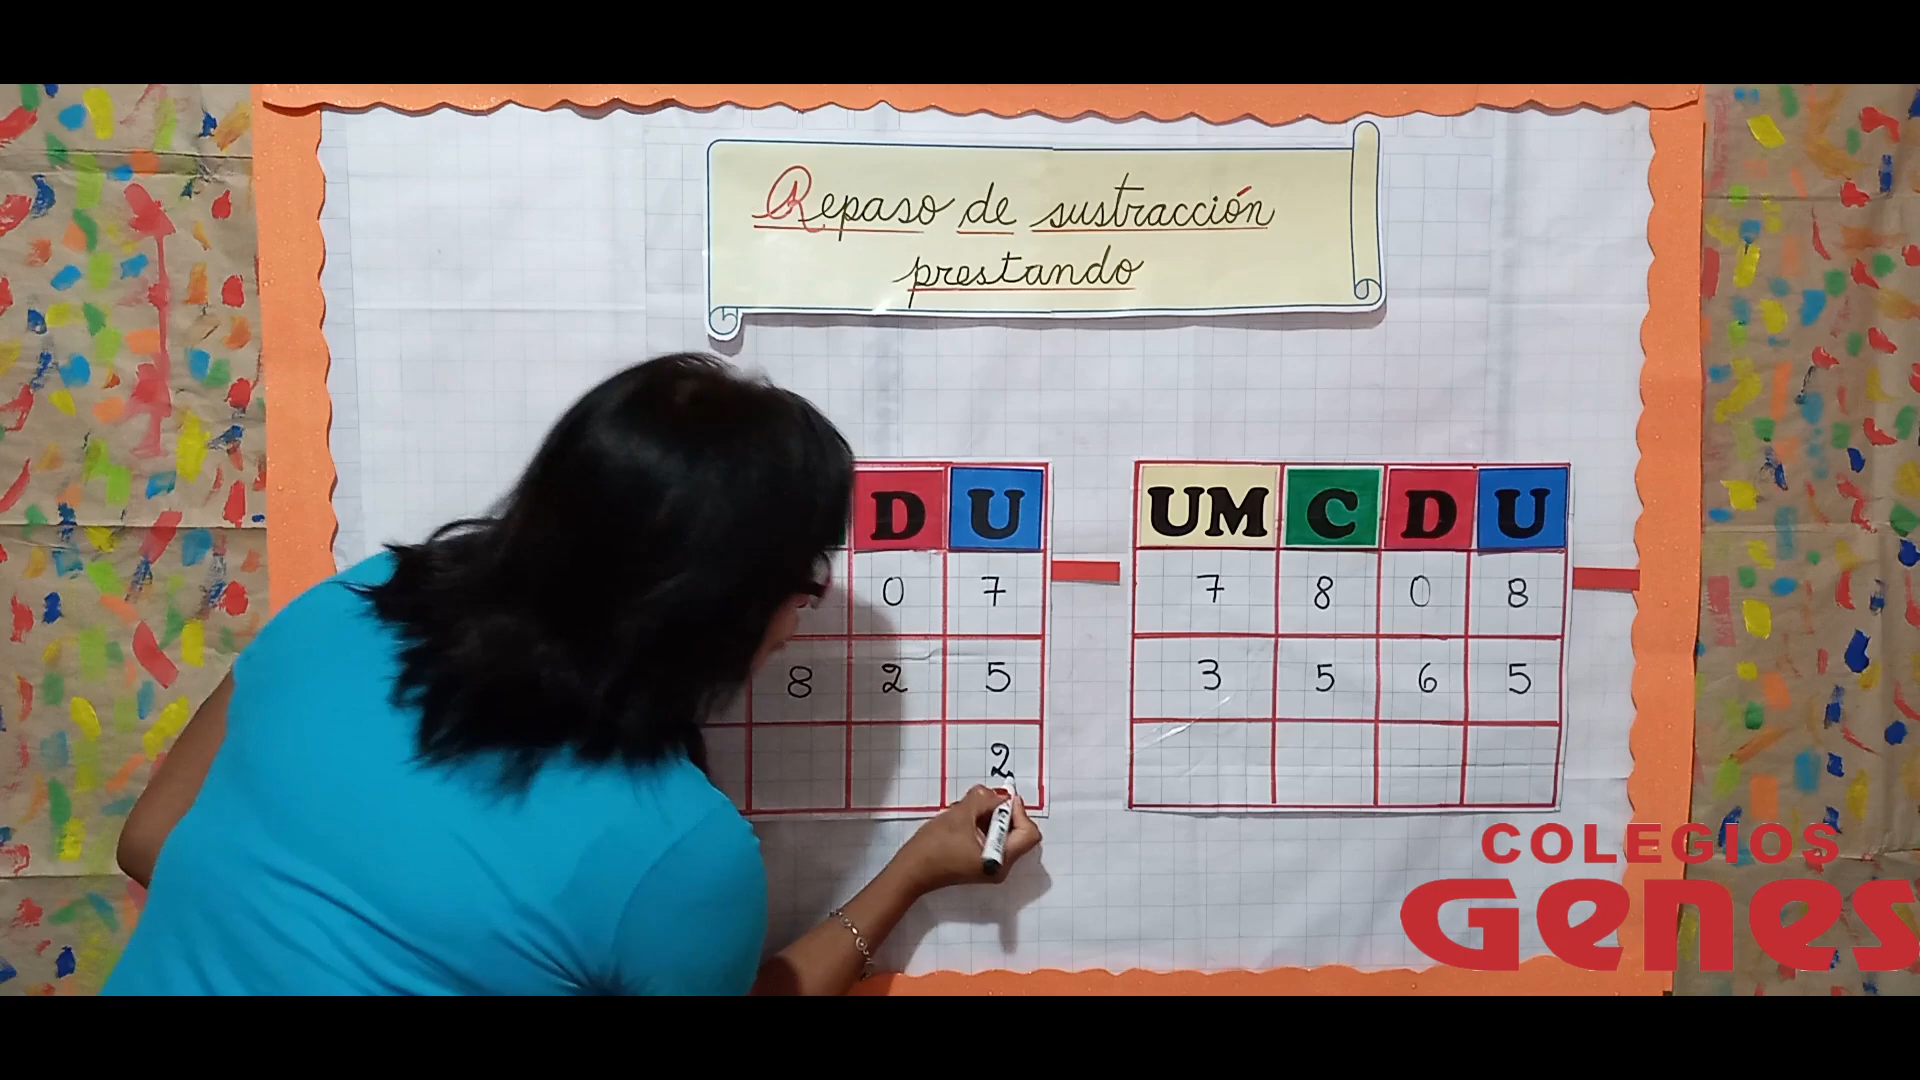 Repaso de sustracción
prestando
D U
0 7
8 2 5
2
UM C D U
7 8 0 8
3 5 6 5
COLEGIOS
Genes